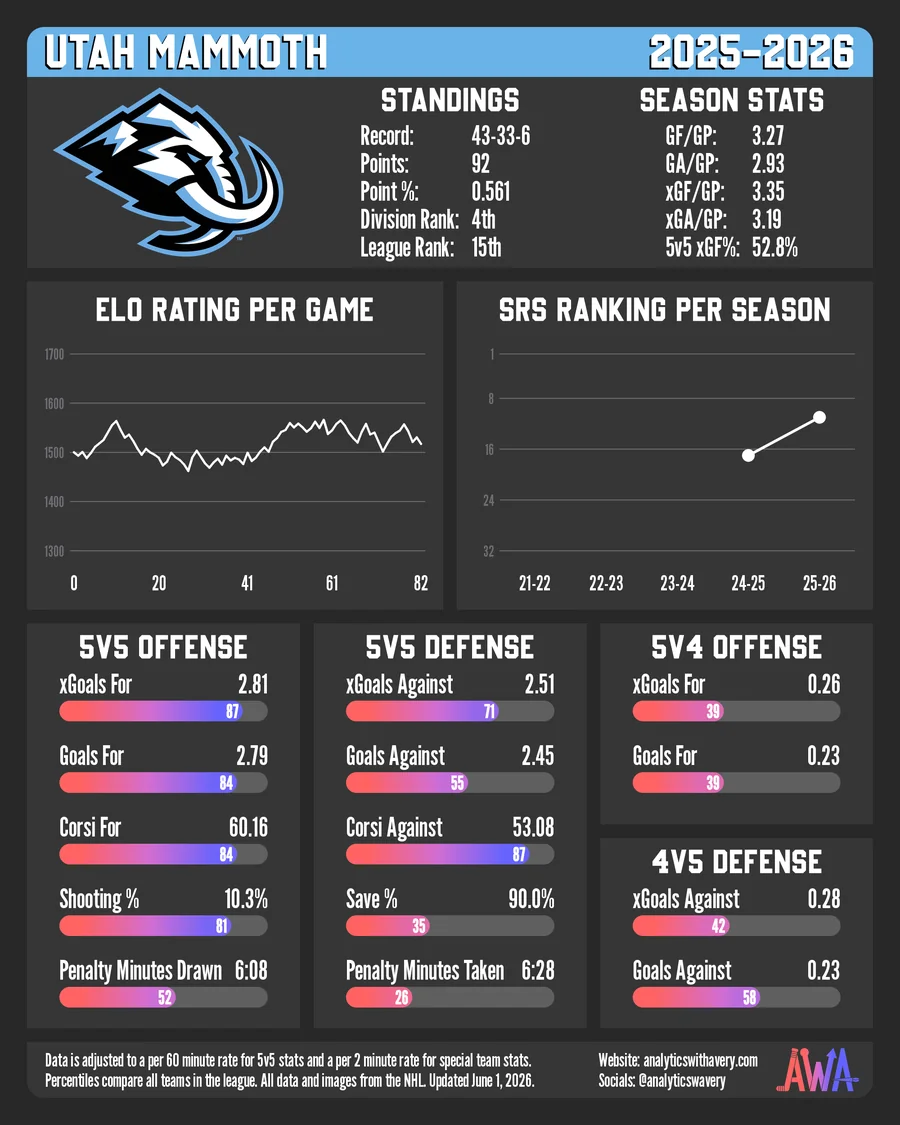 UTAH MAMMOTH 2025-2026
STANDINGS
Record: 43-33-6
Points: 92
Point %: 0.561
Division Rank: 4th
League Rank: 15th
SEASON STATS
GF/GP: 3.27
GA/GP: 2.93
xGF/GP: 3.35
xGA/GP: 3.19
5v5 xGF%: 52.8%
TM
ELO RATING PER GAME
1700
1600
1500
1400
1300
0 20 41 61 82
SRS RANKING PER SEASON
1
8
16
24
32
21-22 22-23 23-24 24-25 25-26
5V5 OFFENSE
xGoals For 2.81
87
Goals For 2.79
84
Corsi For 60.16
84
Shooting % 10.3%
81
Penalty Minutes Drawn 6:08
52
5V5 DEFENSE
xGoals Against 2.51
71
Goals Against 2.45
55
Corsi Against 53.08
87
Save % 90.0%
35
Penalty Minutes Taken 6:28
26
5V4 OFFENSE
xGoals For 0.26
39
Goals For 0.23
39
4V5 DEFENSE
xGoals Against 0.28
42
Goals Against 0.23
58
Data is adjusted to a per 60 minute rate for 5v5 stats and a per 2 minute rate for special team stats.
Percentiles compare all teams in the league. All data and images from the NHL. Updated June 1, 2026.
Website: analyticswithavery.com
Socials: @analyticswavery
AWA